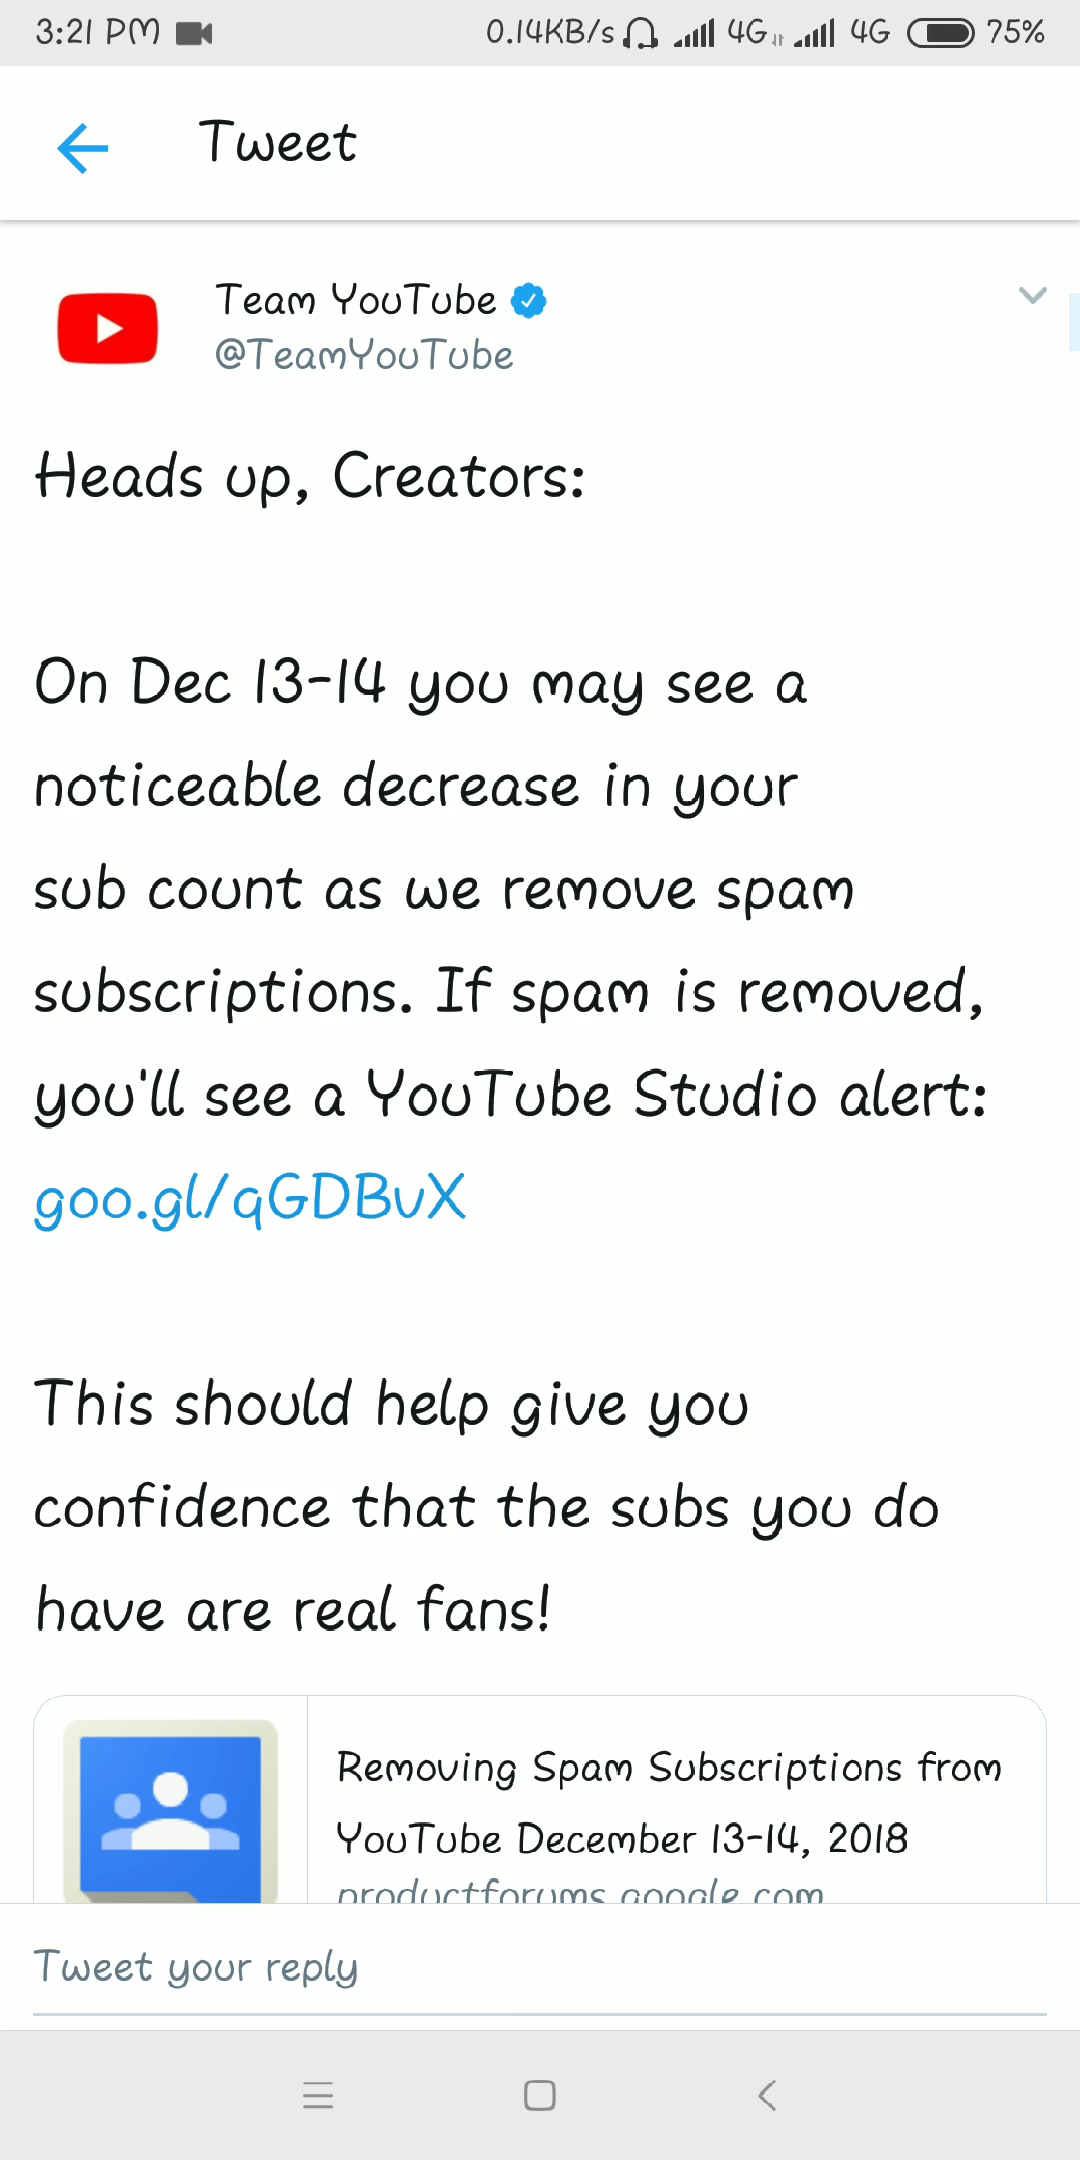 3:21 PM 0.14KB/s 4G 4G 75%
Tweet
Team YouTube
@TeamYouTube
Heads up, Creators:
On Dec 13-14 you may see a
noticeable decrease in your
sub count as we remove spam
subscriptions. If spam is removed,
you'll see a YouTube Studio alert:
goo.gl/qGDBuX
This should help give you
confidence that the subs you do
have are real fans!
Removing Spam Subscriptions from
YouTube December 13-14, 2018
productforums.google.com
Tweet your reply